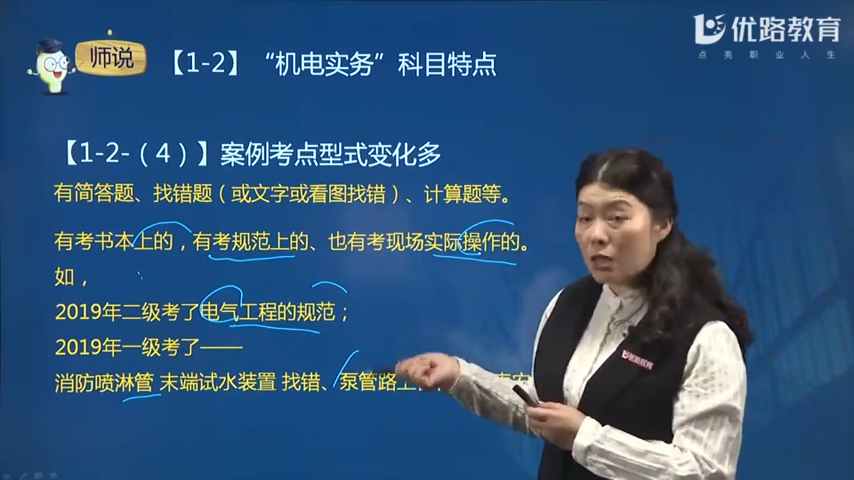 师说
【1-2】“机电实务”科目特点
优路教育
点亮职业人生
【1-2-（4）】案例考点型式变化多
有简答题、找错题（或文字或看图找错）、计算题等。
有考书本上的，有考规范上的、也有考现场实际操作的。
如，
2019年二级考了电气工程的规范；
2019年一级考了——
消防喷淋管 末端试水装置 找错、泵管路上
优路教育